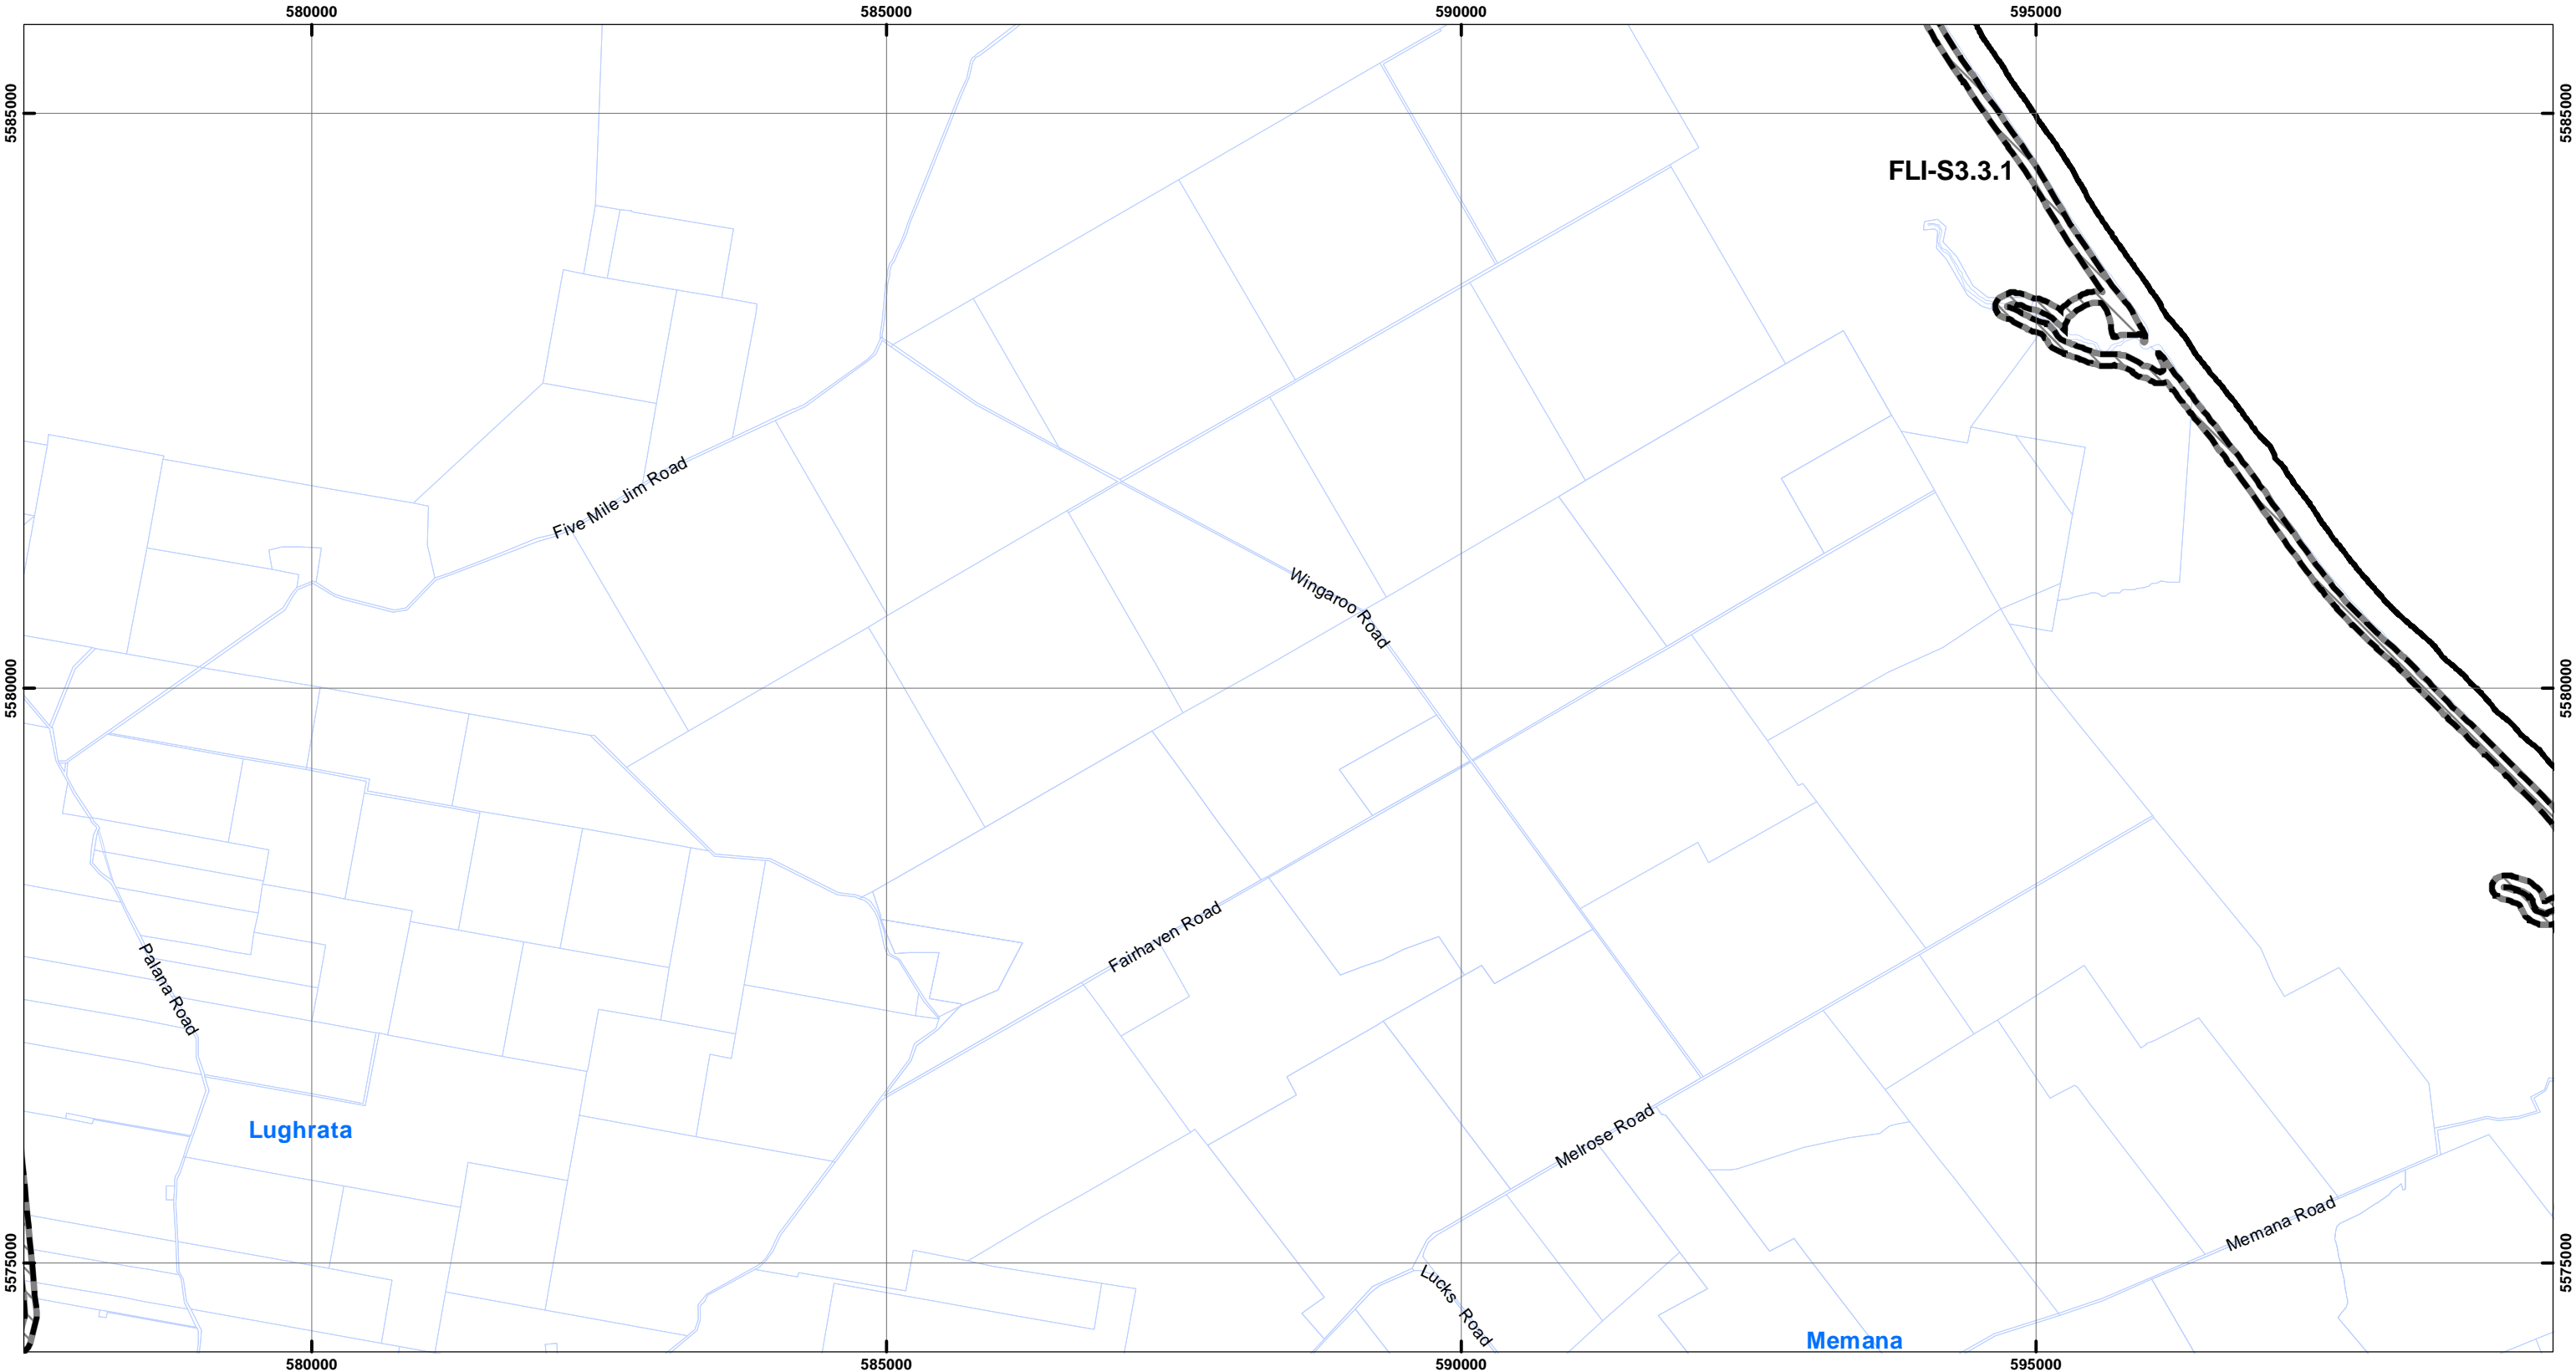 580000
585000
590000
595000
5585000
5585000
FLI-S3.3.1
Five Mile Jim Road
Wingaroo Road
5580000
5580000
Fairhaven Road
Palana Road
Lughrata
Melrose Road
Memana Road
5575000
5575000
Lucks Road
Memana
580000
585000
590000
595000